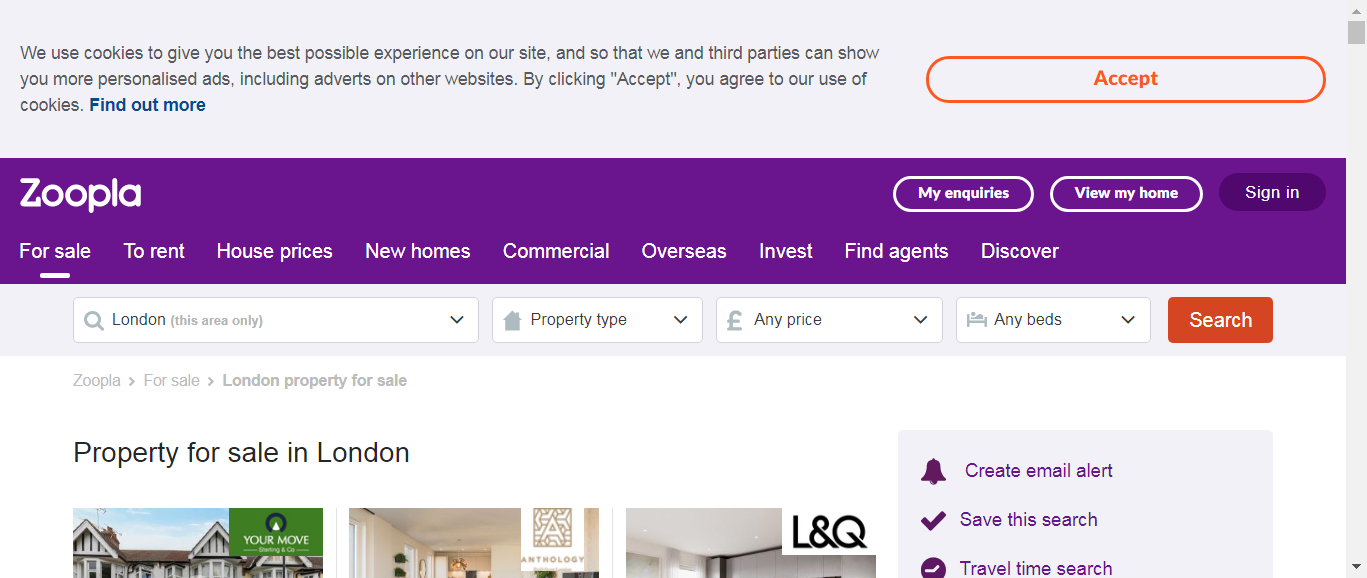 We use cookies to give you the best possible experience on our site, and so that we and third parties can show
you more personalised ads, including adverts on other websites. By clicking "Accept", you agree to our use of
cookies. Find out more
Accept
Zoopla
My enquiries
View my home
Sign in
For sale
To rent
House prices
New homes
Commercial
Overseas
Invest
Find agents
Discover
London (this area only)
Property type
£ Any price
Any beds
Search
Zoopla > For sale > London property for sale
Property for sale in London
YOUR MOVE
Sterling & Co
ANTHOLOGY
L&Q
Create email alert
Save this search
Travel time search